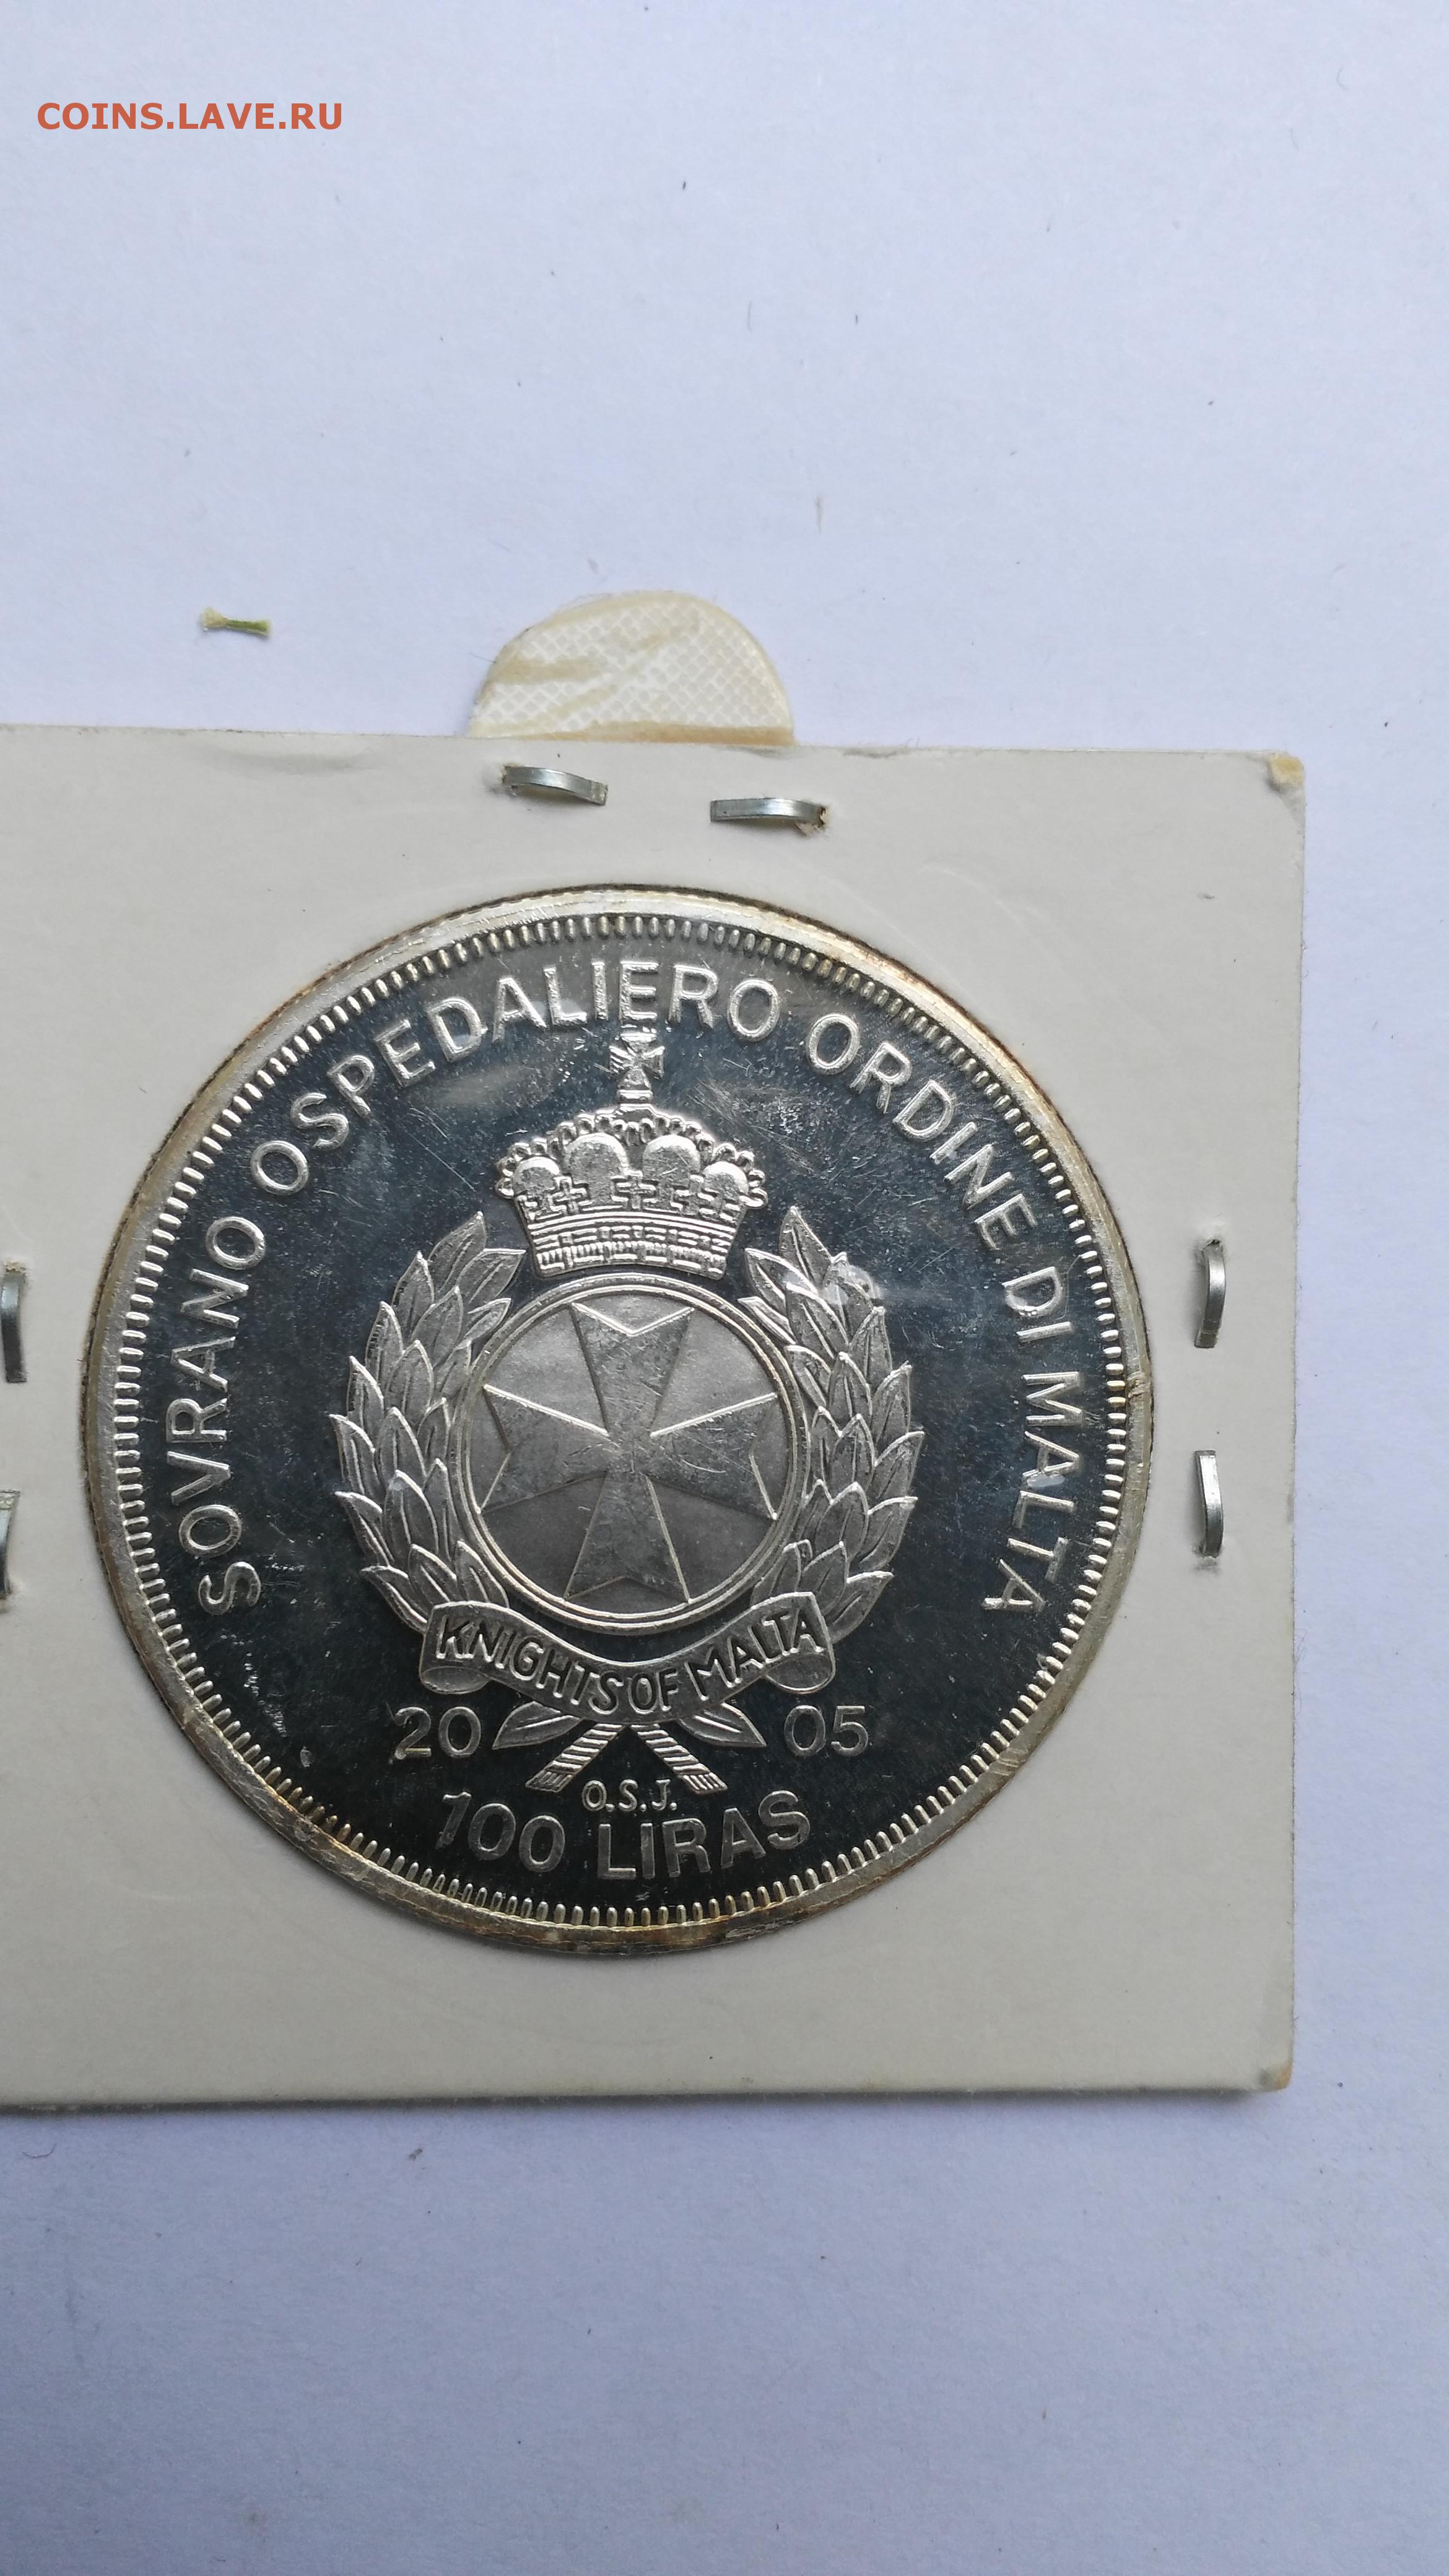 COINS.LAVE.RU
SOVRANO OSPEDALIERO ORDINE DI MALTA
KNIGHTS OF MALTA
20 05
O.S.J.
100 LIRAS